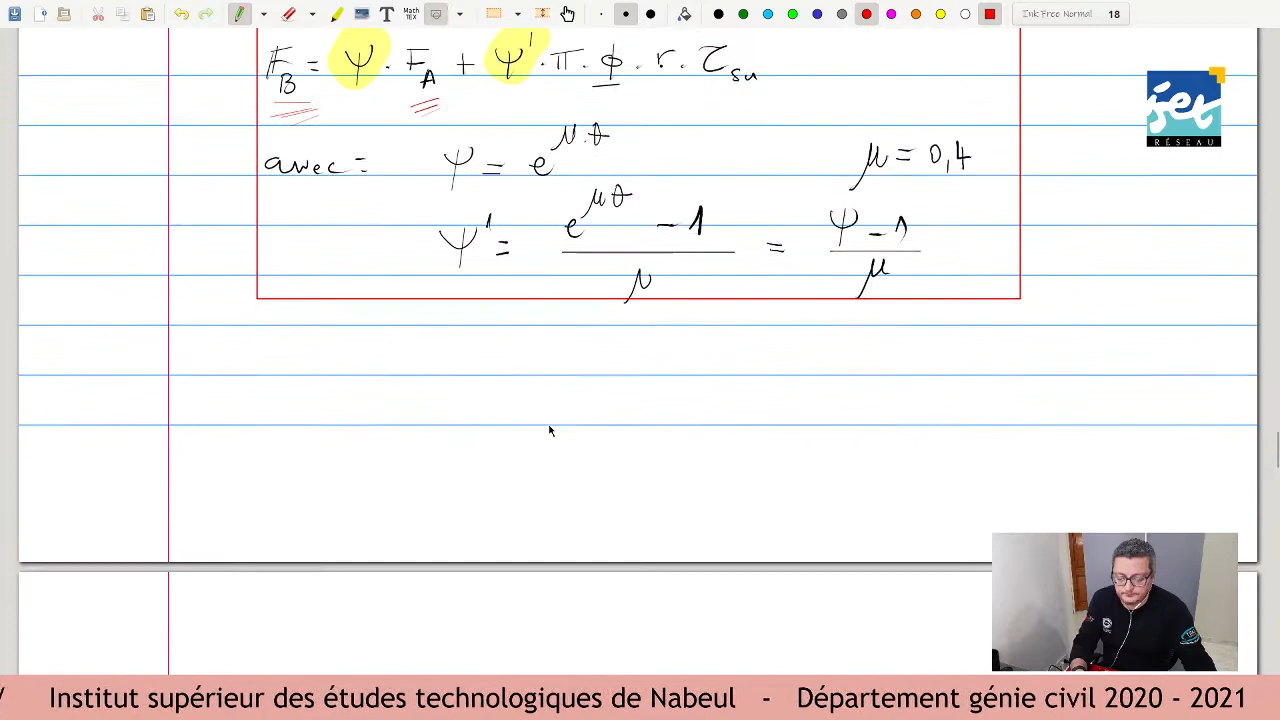 Ink Free Normal 18
F_B = ψ · F_A + ψ' · π · ϕ · r · τ_su
avec = ψ = e^μ.θ μ = 0,4
ψ' = (e^μθ - 1) / μ = (ψ - 1) / μ
iset
RÉSEAU
Institut supérieur des études technologiques de Nabeul - Département génie civil 2020 - 2021